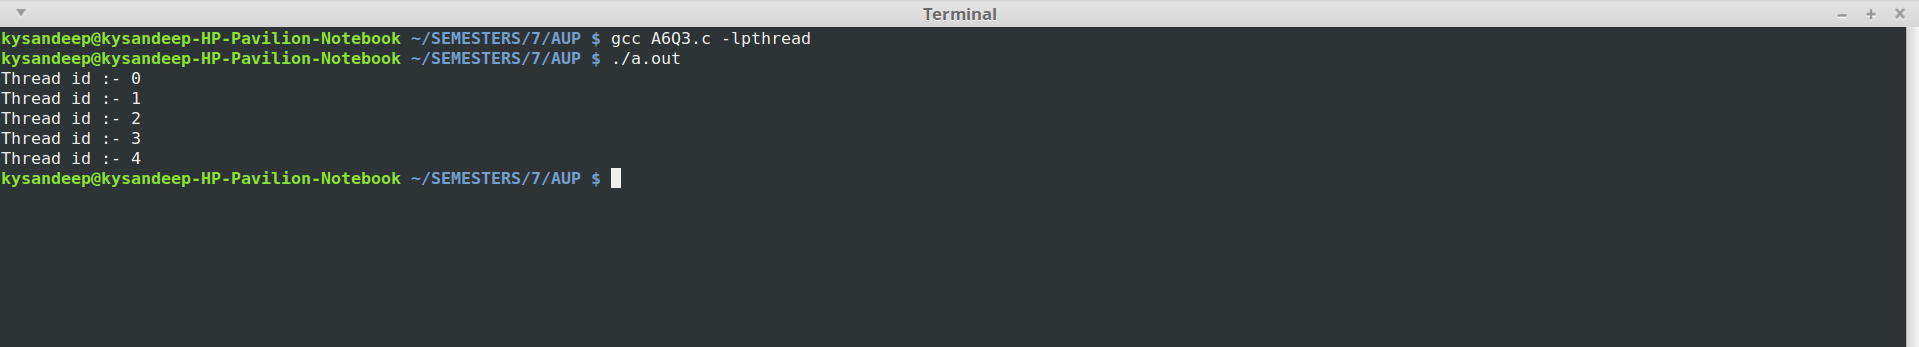 Terminal
kysandeep@kysandeep-HP-Pavilion-Notebook ~/SEMESTERS/7/AUP $ gcc A6Q3.c -lpthread
kysandeep@kysandeep-HP-Pavilion-Notebook ~/SEMESTERS/7/AUP $ ./a.out
Thread id :- 0
Thread id :- 1
Thread id :- 2
Thread id :- 3
Thread id :- 4
kysandeep@kysandeep-HP-Pavilion-Notebook ~/SEMESTERS/7/AUP $